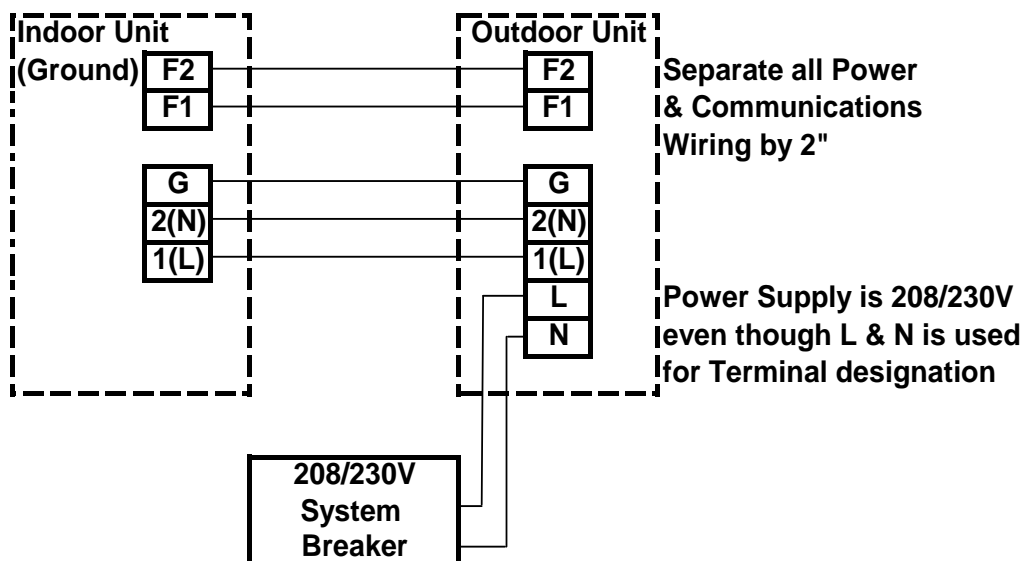 Indoor Unit
(Ground)
F2
F1
G
2(N)
1(L)
Outdoor Unit
F2
F1
G
2(N)
1(L)
L
N
Separate all Power
& Communications
Wiring by 2"
Power Supply is 208/230V
even though L & N is used
for Terminal designation
208/230V
System
Breaker